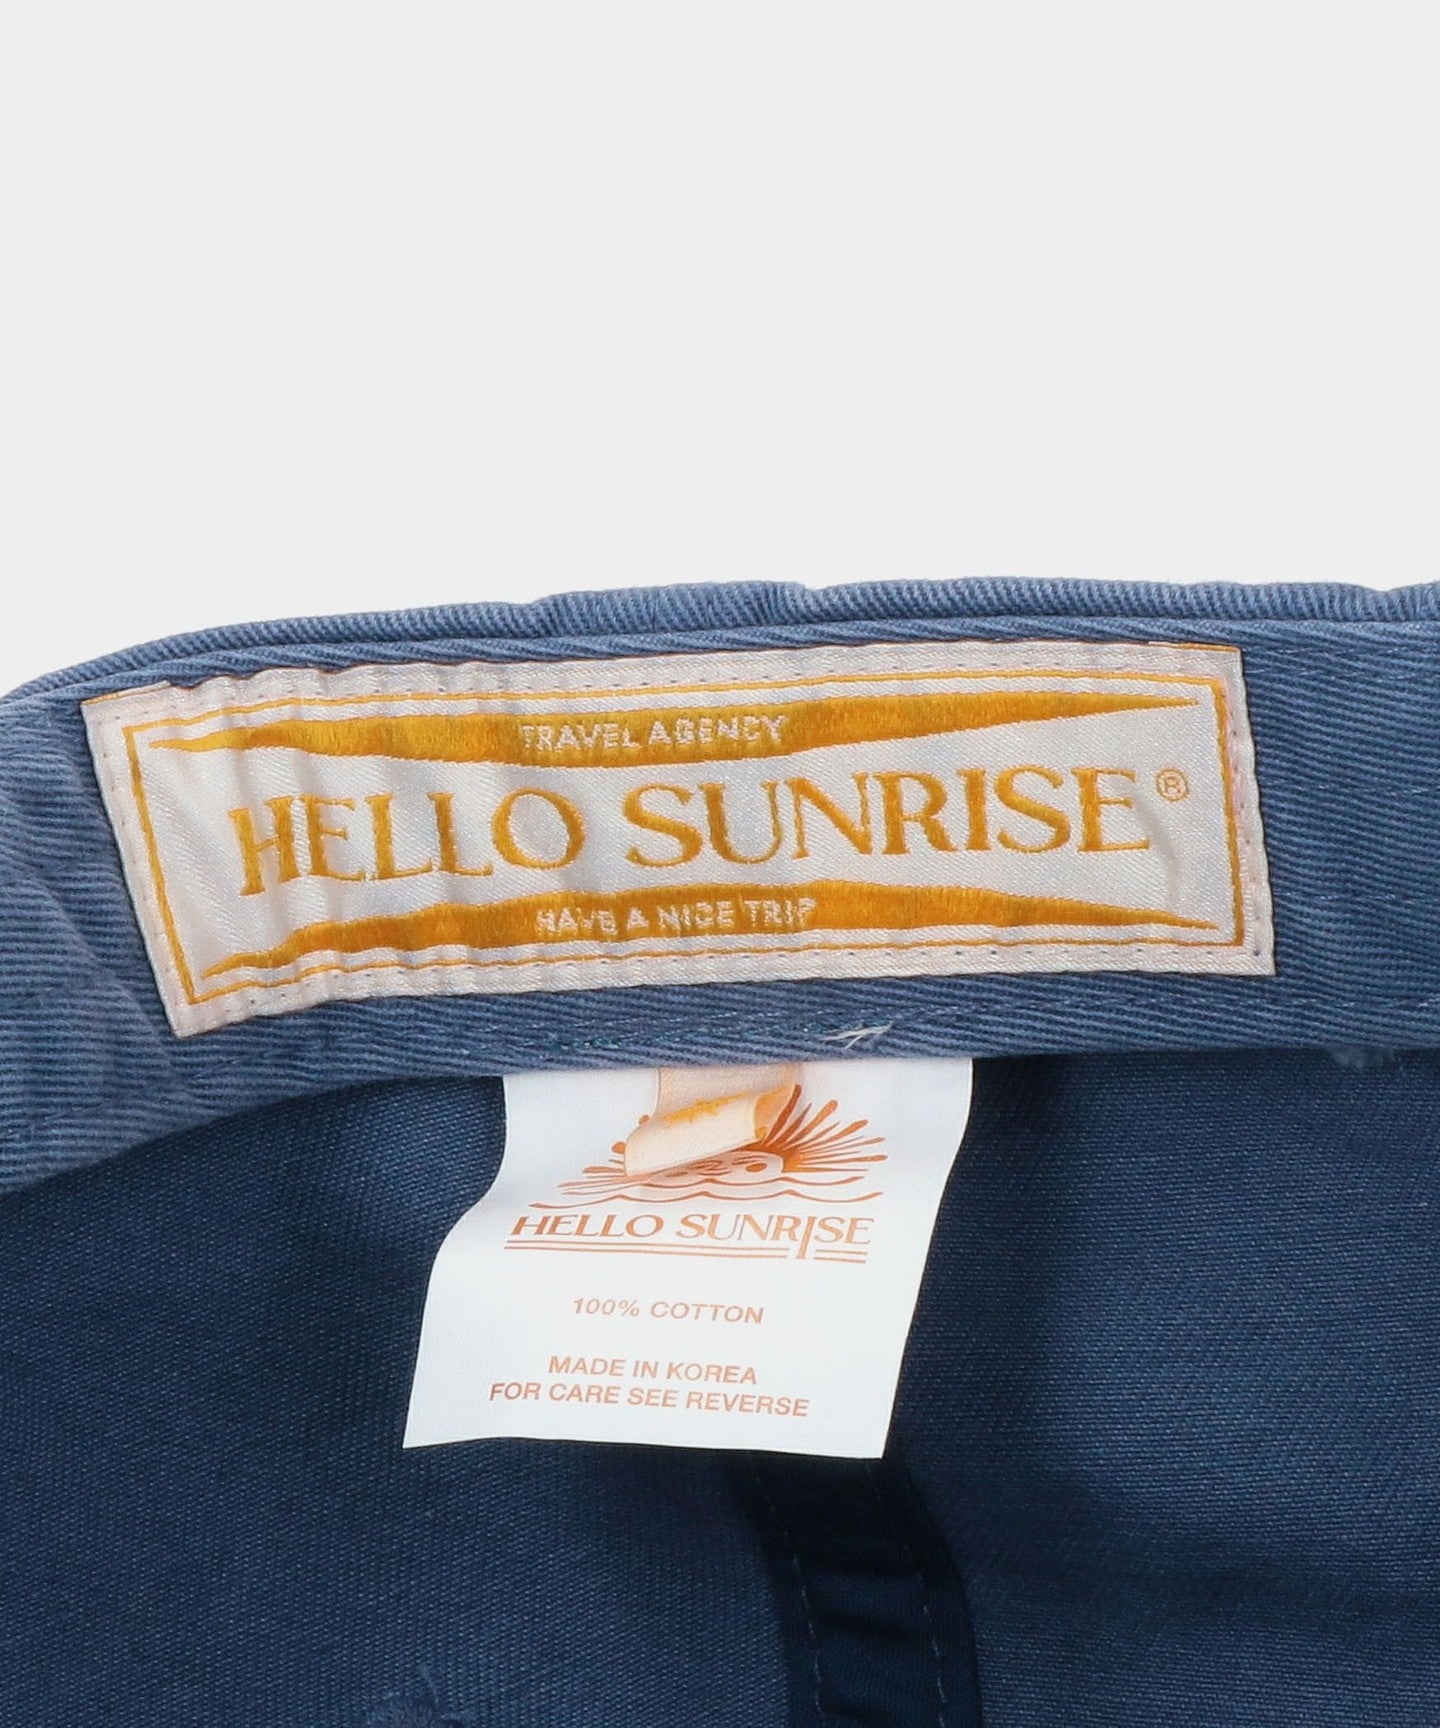 TRAVEL AGENCY
HELLO SUNRISE®
HAVE A NICE TRIP
HELLO SUNRISE
100% COTTON
MADE IN KOREA
FOR CARE SEE REVERSE